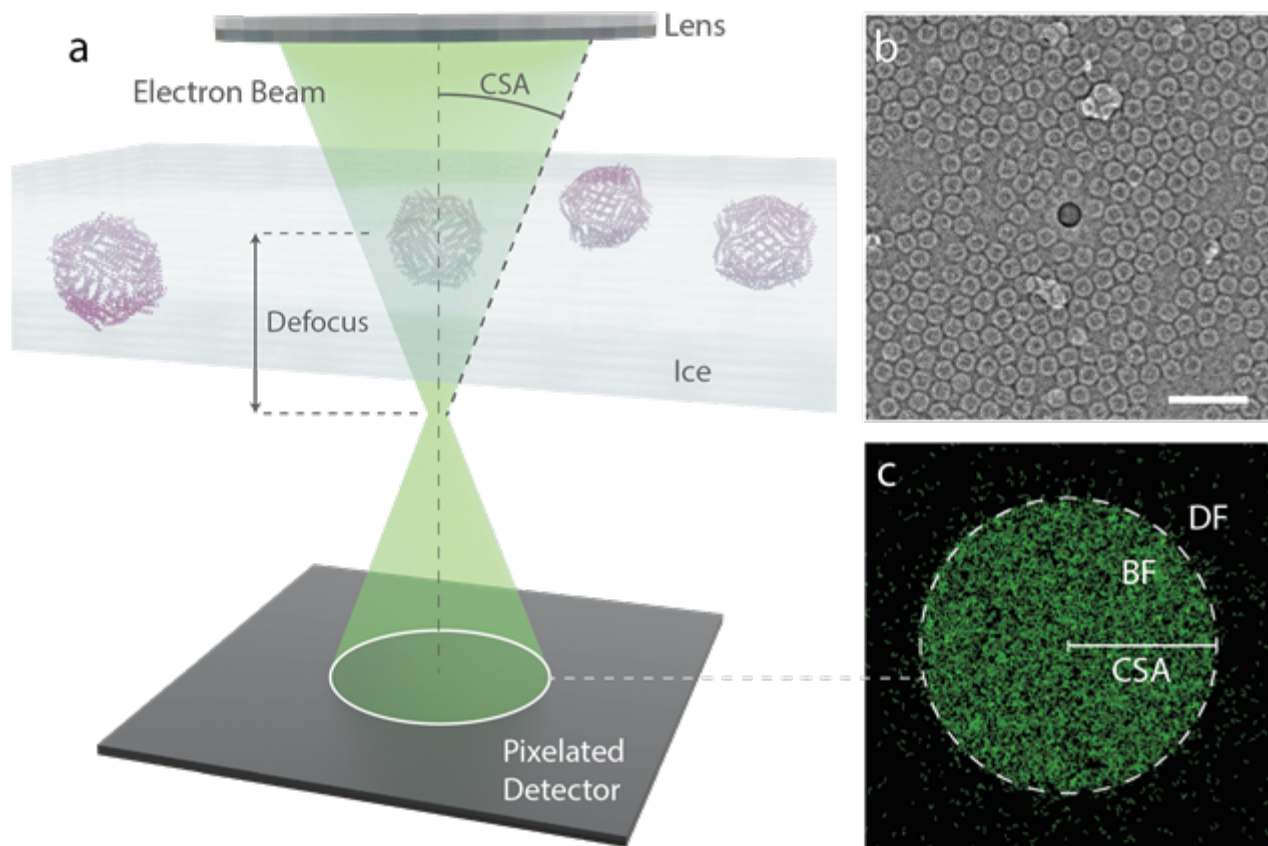 a
Lens
CSA
Electron Beam
Defocus
Ice
Pixelated
Detector
b
c
DF
BF
CSA